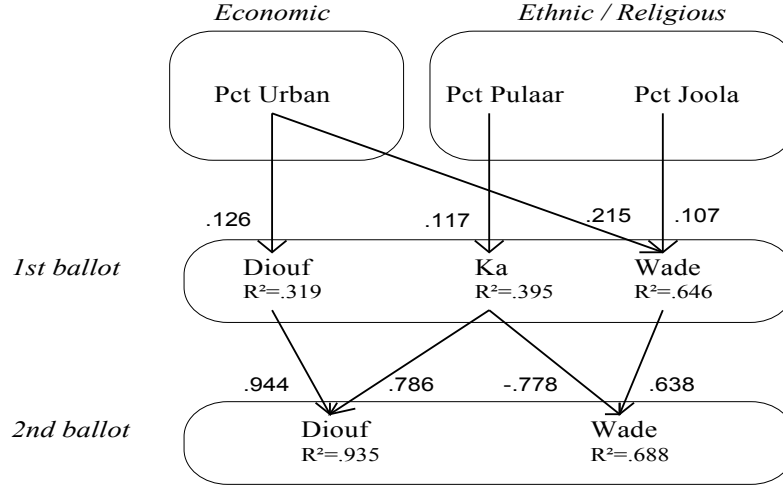 Economic Ethnic / Religious
Pct Urban Pct Pulaar Pct Joola
.126 .117 .215 .107
1st ballot Diouf Ka Wade
R²=.319 R²=.395 R²=.646
.944 .786 -.778 .638
2nd ballot Diouf Wade
R²=.935 R²=.688